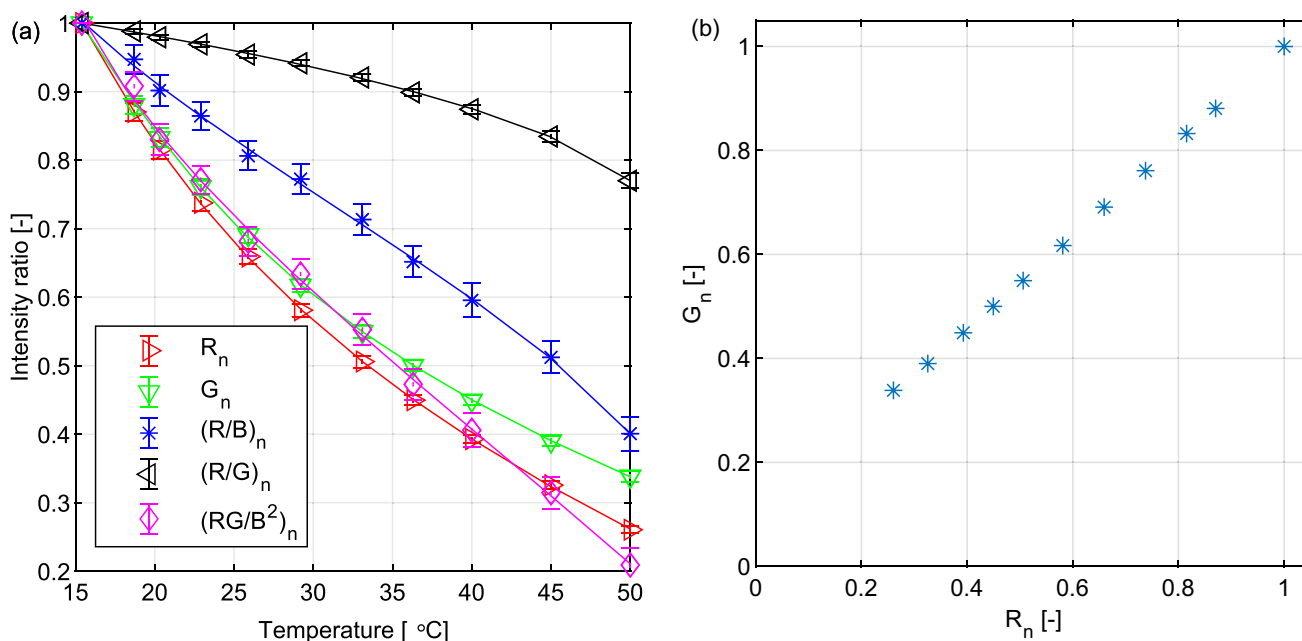 (a)
Intensity ratio [-]
1
0.9
0.8
0.7
0.6
0.5
0.4
0.3
0.2
R_n
G_n
(R/B)_n
(R/G)_n
(RG/B²)_n
15 20 25 30 35 40 45 50
Temperature [ °C]
(b)
G_n [-]
1
0.8
0.6
0.4
0.2
0
0 0.2 0.4 0.6 0.8 1
R_n [-]